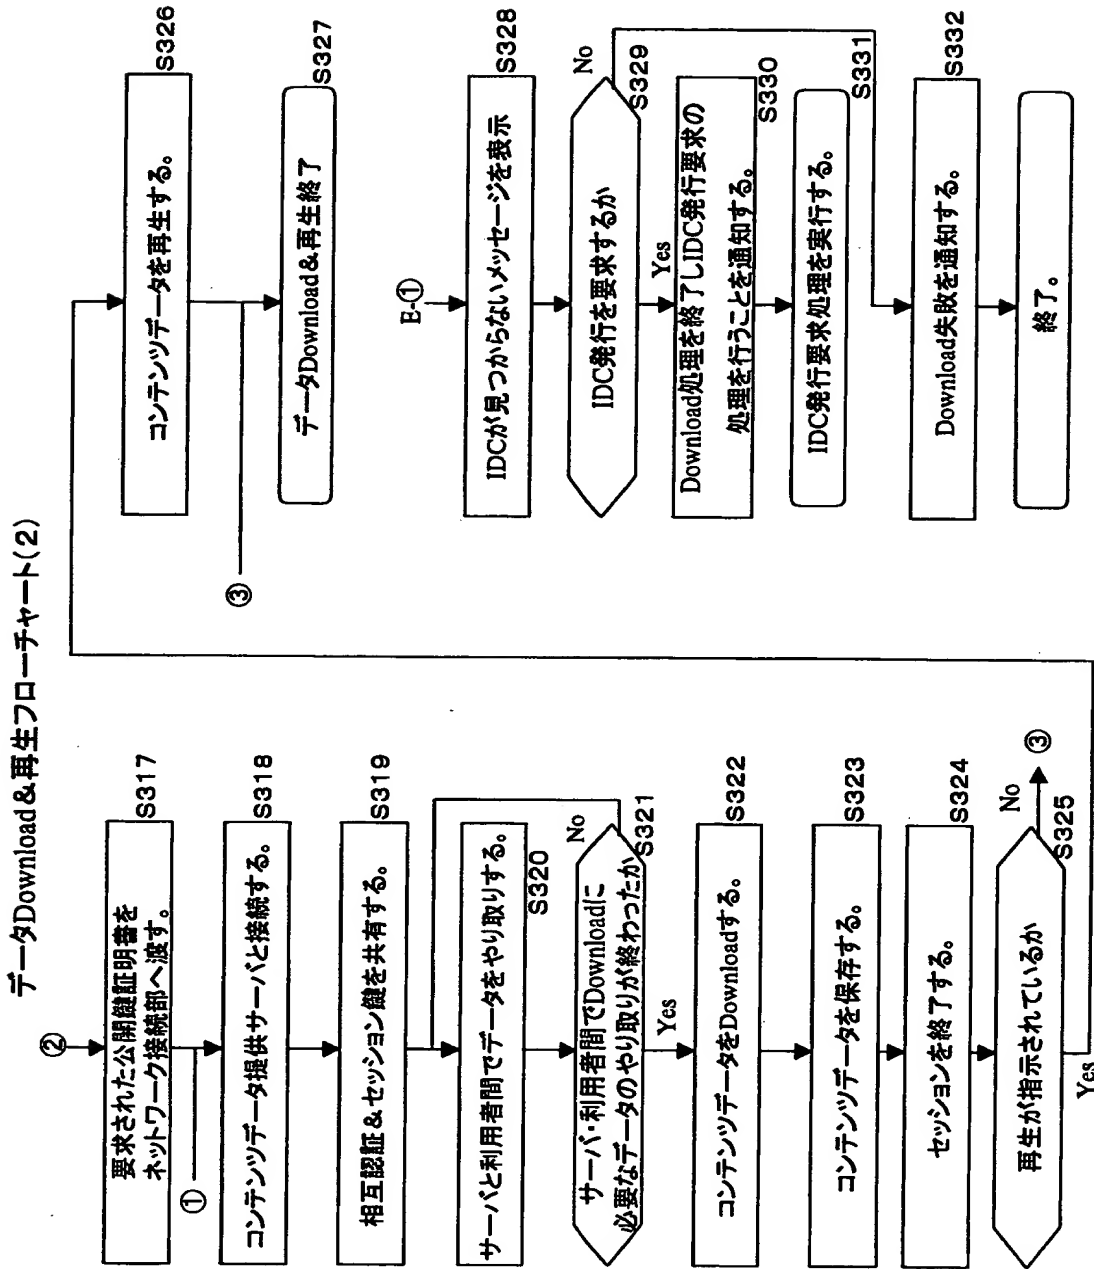 データDownload＆再生フローチャート(2)
②
要求された公開鍵証明書を
ネットワーク接続部へ渡す。
S317
①
コンテンツデータ提供サーバと接続する。
S318
相互認証＆セッション鍵を共有する。
S319
サーバと利用者間でデータをやり取りする。
S320
サーバ・利用者間でDownloadに
必要なデータのやり取りが終わったか
No
S321
Yes
コンテンツをDownloadする。
S322
コンテンツデータを保存する。
S323
セッションを終了する。
S324
再生が指示されているか
No
③
S325
Yes
コンテンツデータを再生する。
S326
③
データDownload＆再生終了
S327
E-①
IDCが見つからないメッセージを表示
S328
IDC発行を要求するか
No
S329
Yes
Download処理を終了しIDC発行要求の
処理を行うことを通知する。
S330
IDC発行要求処理を実行する。
S331
Download失敗を通知する。
S332
終了。